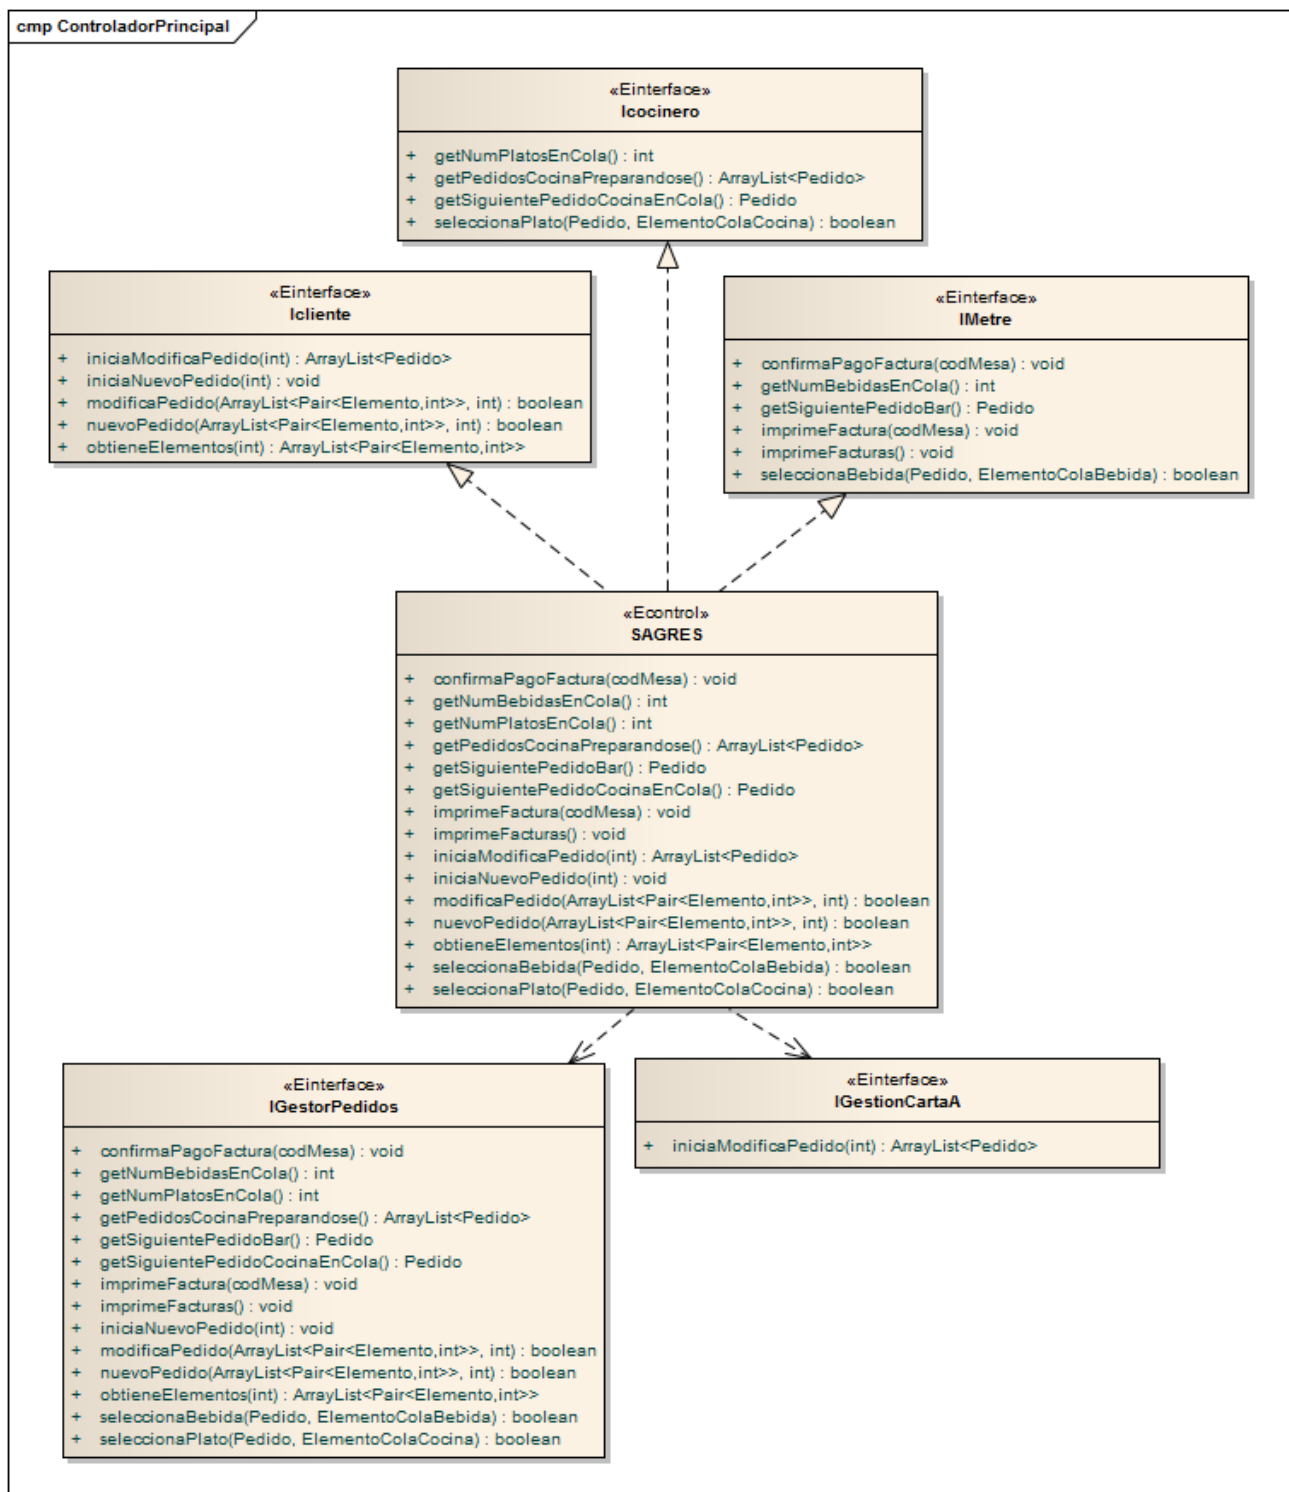 cmp ControladorPrincipal
«Einterface»
Icocinero
+ getNumPlatosEnCola() : int
+ getPedidosCocinaPreparandose() : ArrayList<Pedido>
+ getSiguientePedidoCocinaEnCola() : Pedido
+ seleccionaPlato(Pedido, ElementoColaCocina) : boolean
«Einterface»
Icliente
+ iniciaModificaPedido(int) : ArrayList<Pedido>
+ iniciaNuevoPedido(int) : void
+ modificaPedido(ArrayList<Pair<Elemento,int>>, int) : boolean
+ nuevoPedido(ArrayList<Pair<Elemento,int>>, int) : boolean
+ obtieneElementos(int) : ArrayList<Pair<Elemento,int>>
«Einterface»
IMetre
+ confirmaPagoFactura(codMesa) : void
+ getNumBebidasEnCola() : int
+ getSiguientePedidoBar() : Pedido
+ imprimeFactura(codMesa) : void
+ imprimeFacturas() : void
+ seleccionaBebida(Pedido, ElementoColaBebida) : boolean
«Econtrol»
SAGRES
+ confirmaPagoFactura(codMesa) : void
+ getNumBebidasEnCola() : int
+ getNumPlatosEnCola() : int
+ getPedidosCocinaPreparandose() : ArrayList<Pedido>
+ getSiguientePedidoBar() : Pedido
+ getSiguientePedidoCocinaEnCola() : Pedido
+ imprimeFactura(codMesa) : void
+ imprimeFacturas() : void
+ iniciaModificaPedido(int) : ArrayList<Pedido>
+ iniciaNuevoPedido(int) : void
+ modificaPedido(ArrayList<Pair<Elemento,int>>, int) : boolean
+ nuevoPedido(ArrayList<Pair<Elemento,int>>, int) : boolean
+ obtieneElementos(int) : ArrayList<Pair<Elemento,int>>
+ seleccionaBebida(Pedido, ElementoColaBebida) : boolean
+ seleccionaPlato(Pedido, ElementoColaCocina) : boolean
«Einterface»
IGestorPedidos
+ confirmaPagoFactura(codMesa) : void
+ getNumBebidasEnCola() : int
+ getNumPlatosEnCola() : int
+ getPedidosCocinaPreparandose() : ArrayList<Pedido>
+ getSiguientePedidoBar() : Pedido
+ getSiguientePedidoCocinaEnCola() : Pedido
+ imprimeFactura(codMesa) : void
+ imprimeFacturas() : void
+ iniciaNuevoPedido(int) : void
+ modificaPedido(ArrayList<Pair<Elemento,int>>, int) : boolean
+ nuevoPedido(ArrayList<Pair<Elemento,int>>, int) : boolean
+ obtieneElementos(int) : ArrayList<Pair<Elemento,int>>
+ seleccionaBebida(Pedido, ElementoColaBebida) : boolean
+ seleccionaPlato(Pedido, ElementoColaCocina) : boolean
«Einterface»
IGestionCartaA
+ iniciaModificaPedido(int) : ArrayList<Pedido>